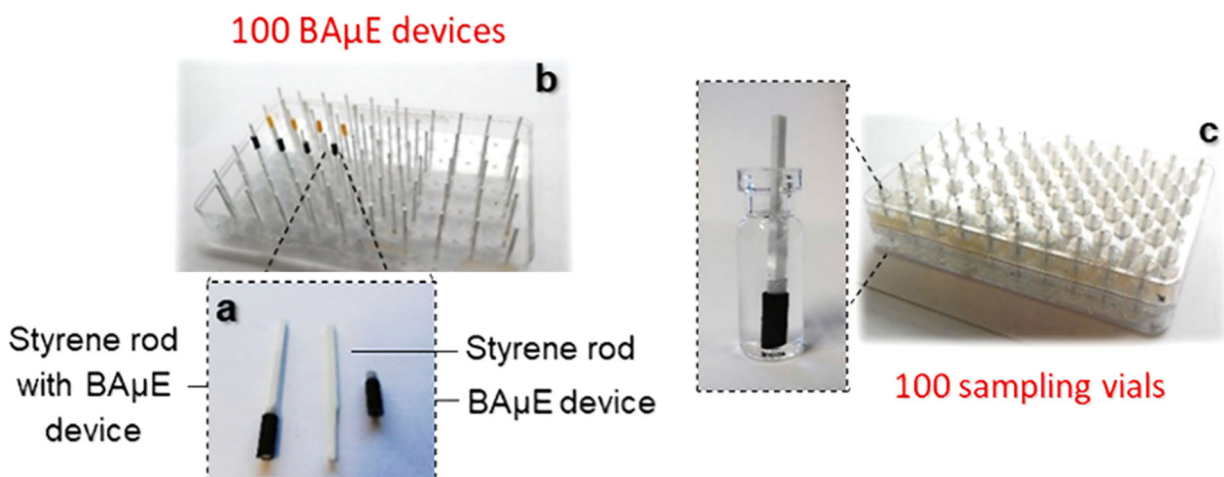 100 BAµE devices
b
c
a
Styrene rod
with BAµE
device
Styrene rod
BAµE device
100 sampling vials